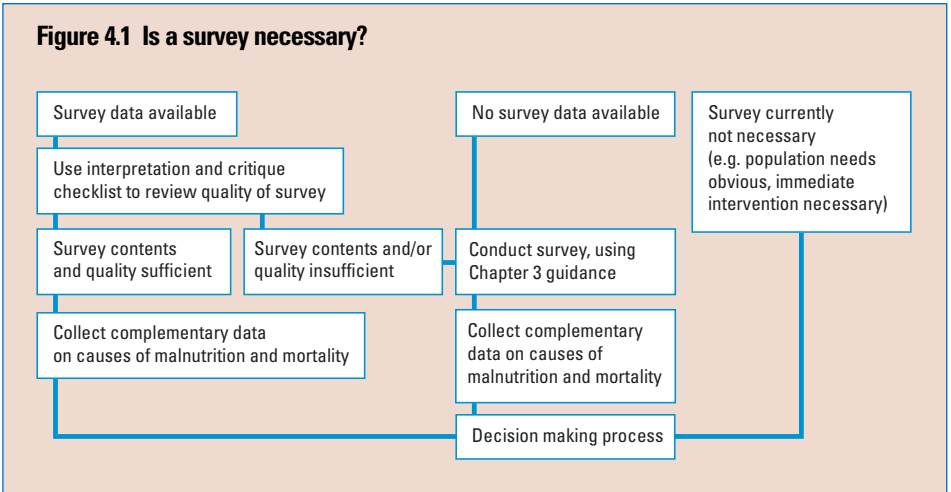 Figure 4.1 Is a survey necessary?
Survey data available
No survey data available
Survey currently
not necessary
(e.g. population needs
obvious, immediate
intervention necessary)
Use interpretation and critique
checklist to review quality of survey
Survey contents
and quality sufficient
Survey contents and/or
quality insufficient
Conduct survey, using
Chapter 3 guidance
Collect complementary data
on causes of malnutrition and mortality
Collect complementary
data on causes of
malnutrition and mortality
Decision making process